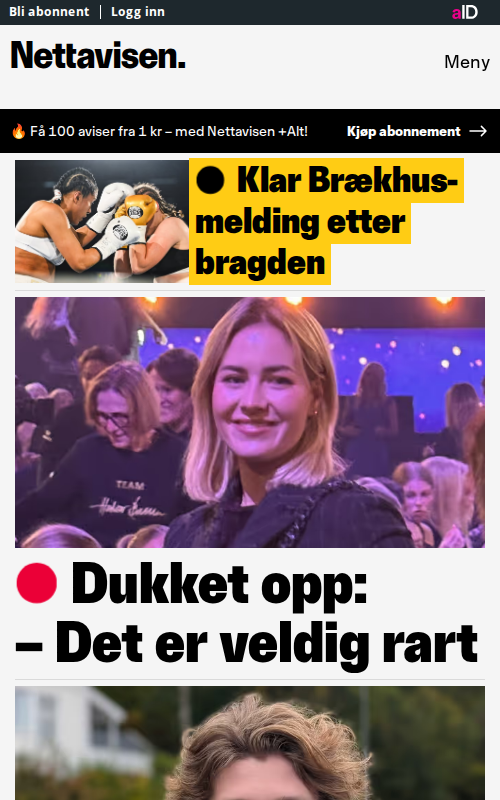 Bli abonnent | Logg inn
aID
Nettavisen.
Meny
🔥 Få 100 aviser fra 1 kr – med Nettavisen +Alt!
Kjøp abonnement →
Klar Brækhus-
melding etter
bragden
TEAM
Dukket opp:
– Det er veldig rart